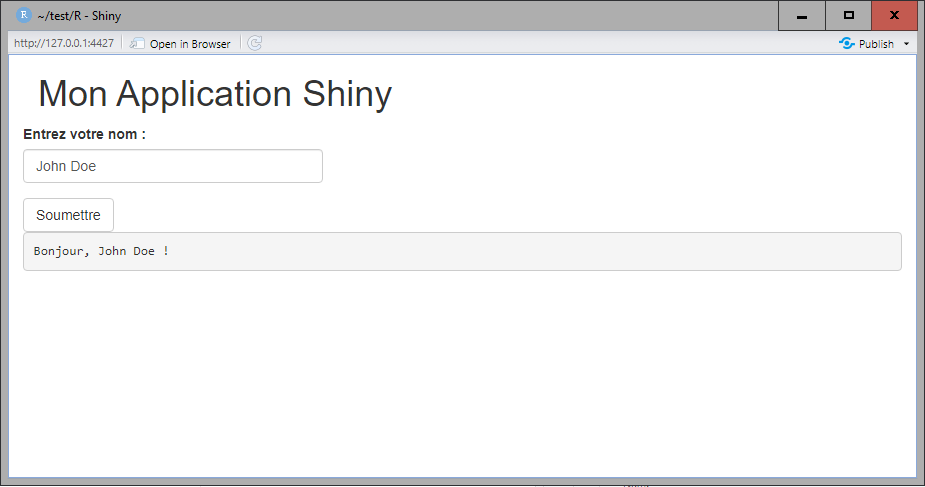 R ~/test/R - Shiny
http://127.0.0.1:4427 Open in Browser Publish
Mon Application Shiny
Entrez votre nom :
John Doe
Soumettre
Bonjour, John Doe !